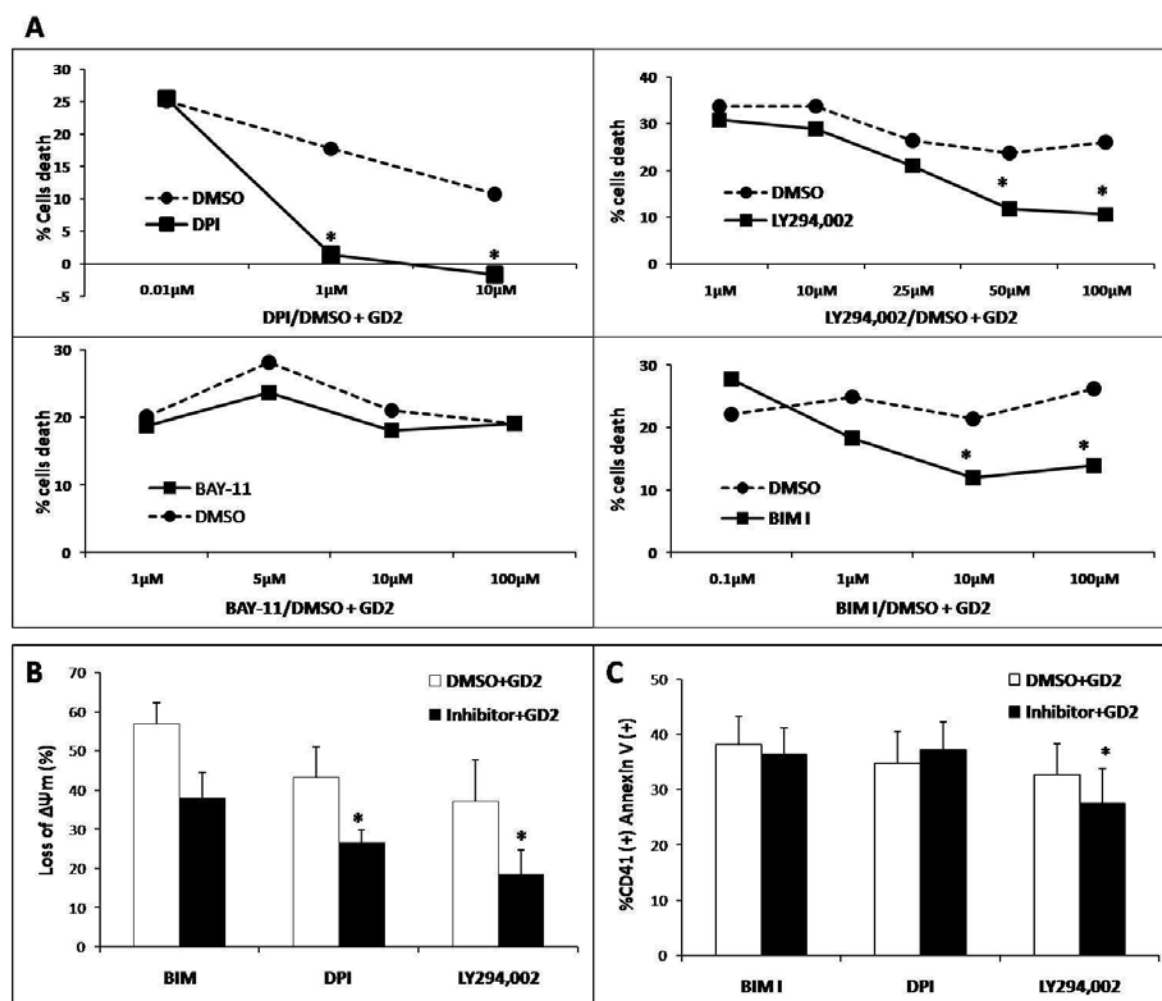 A
30
25
20
15
10
5
0
-5
% Cells death
DMSO
DPI
*
*
0.01µM 1µM 10µM
DPI/DMSO + GD2
40
30
20
10
0
% cells death
DMSO
LY294,002
*
*
1µM 10µM 25µM 50µM 100µM
LY294,002/DMSO + GD2
30
20
10
0
% cells death
BAY-11
DMSO
1µM 5µM 10µM 100µM
BAY-11/DMSO + GD2
30
20
10
0
% cells death
*
*
DMSO
BIM I
0.1µM 1µM 10µM 100µM
BIM I/DMSO + GD2
B
70
60
50
40
30
20
10
0
Loss of ΔΨm (%)
DMSO+GD2
Inhibitor+GD2
*
*
BIM DPI LY294,002
C
50
40
30
20
10
0
%CD41 (+) Annexin V (+)
DMSO+GD2
Inhibitor+GD2
*
BIM I DPI LY294,002